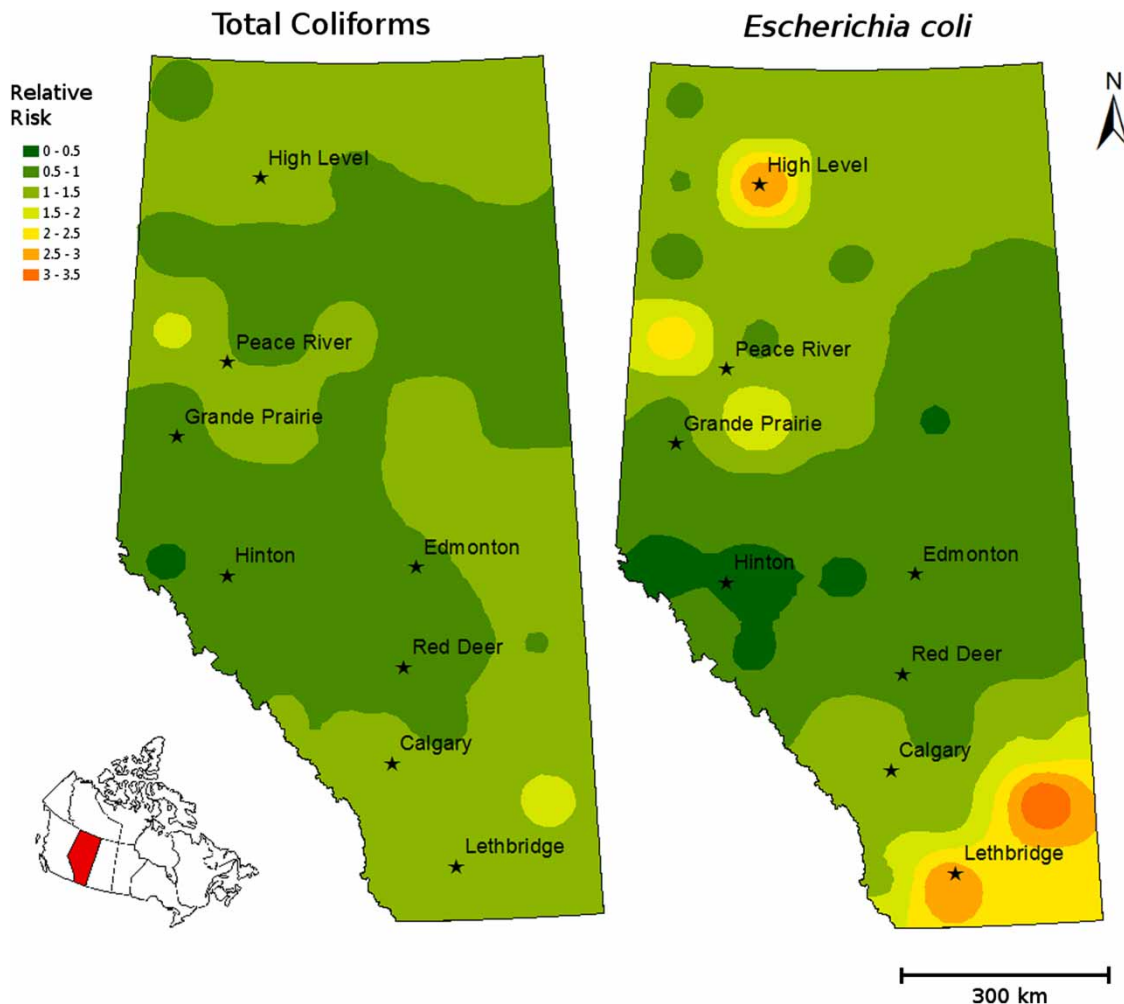 Total Coliforms
Escherichia coli
Relative
Risk
0 - 0.5
0.5 - 1
1 - 1.5
1.5 - 2
2 - 2.5
2.5 - 3
3 - 3.5
High Level
Peace River
Grande Prairie
Hinton
Edmonton
Red Deer
Calgary
Lethbridge
N
High Level
Peace River
Grande Prairie
Hinton
Edmonton
Red Deer
Calgary
Lethbridge
300 km